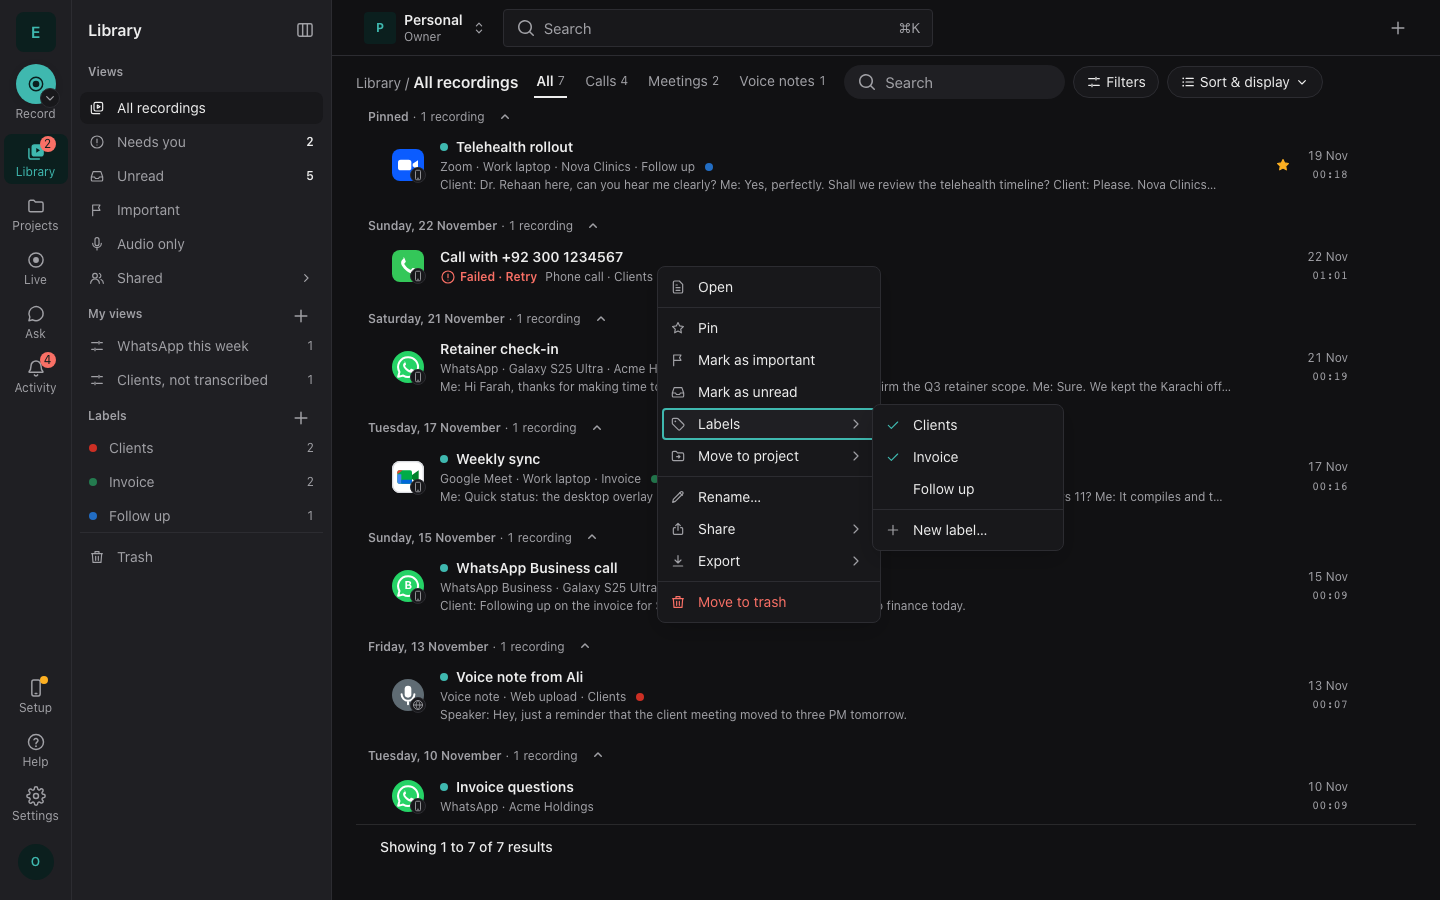 E
Record
2
Library
Projects
Live
Ask
4
Activity
Setup
Help
Settings
O
Library
Views
All recordings
Needs you 2
Unread 5
Important
Audio only
Shared
My views
WhatsApp this week 1
Clients, not transcribed 1
Labels
Clients 2
Invoice 2
Follow up 1
Trash
P
Personal
Owner
Search ⌘K
Library / All recordings All 7 Calls 4 Meetings 2 Voice notes 1 Search Filters Sort & display
Pinned · 1 recording
Telehealth rollout 19 Nov
Zoom · Work laptop · Nova Clinics · Follow up 00:18
Client: Dr. Rehaan here, can you hear me clearly? Me: Yes, perfectly. Shall we review the telehealth timeline? Client: Please. Nova Clinics...
Sunday, 22 November · 1 recording
Call with +92 300 1234567 22 Nov
Failed · Retry Phone call · Clients 01:01
Saturday, 21 November · 1 recording
Retainer check-in 21 Nov
WhatsApp · Galaxy S25 Ultra · Acme 00:19
Me: Hi Farah, thanks for making time irm the Q3 retainer scope. Me: Sure. We kept the Karachi off...
Tuesday, 17 November · 1 recording
Weekly sync 17 Nov
Google Meet · Work laptop · Invoice 00:16
Me: Quick status: the desktop overlay 11? Me: It compiles and t...
Sunday, 15 November · 1 recording
B
WhatsApp Business call 15 Nov
WhatsApp Business · Galaxy S25 Ultra 00:09
Client: Following up on the invoice for finance today.
Friday, 13 November · 1 recording
Voice note from Ali 13 Nov
Voice note · Web upload · Clients 00:07
Speaker: Hey, just a reminder that the client meeting moved to three PM tomorrow.
Tuesday, 10 November · 1 recording
Invoice questions 10 Nov
WhatsApp · Acme Holdings 00:09
Showing 1 to 7 of 7 results
Open
Pin
Mark as important
Mark as unread
Labels
Move to project
Rename...
Share
Export
Move to trash
Clients
Invoice
Follow up
New label...